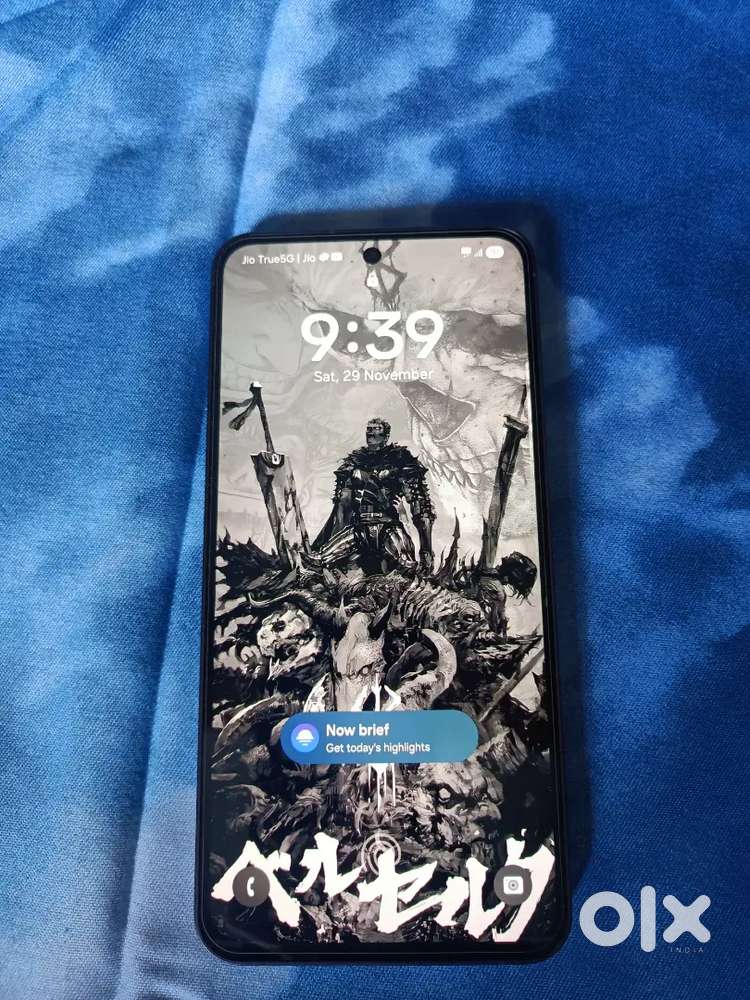 Jio True5G | Jio
9:39
Sat, 29 November
Now brief
Get today's highlights
ベルセルク
olx
INDIA